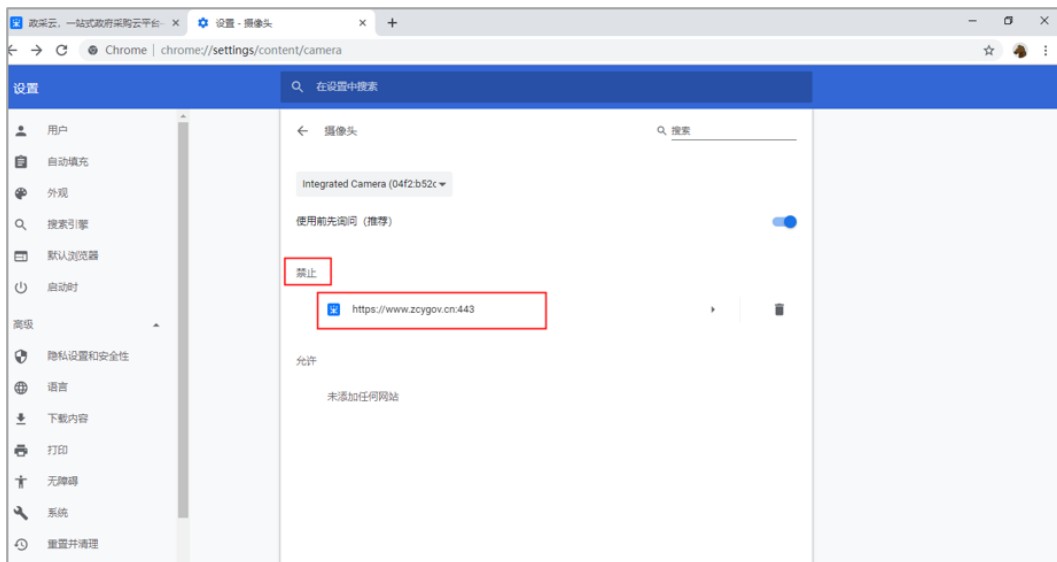 政采云，一站式政府采购云平台-
设置 - 摄像头
Chrome | chrome://settings/content/camera
设置
在设置中搜索
用户
自动填充
外观
搜索引擎
默认浏览器
启动时
高级
隐私设置和安全性
语言
下载内容
打印
无障碍
系统
重置并清理
摄像头
搜索
Integrated Camera (04f2:b52c
使用前先询问（推荐）
禁止
https://www.zcygov.cn:443
允许
未添加任何网站